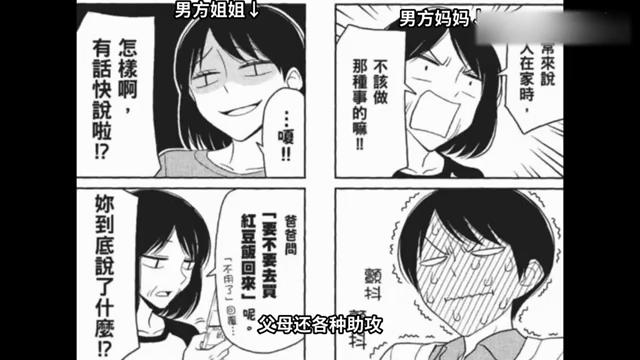 男方妈妈↓
常來說
人在家時，
不該做
那種事的嘛!!
顫抖
男方姐姐↓
…嗄!!
怎樣啊，
有話快說啦!?
爸爸問
「要不要去買
紅豆飯回來」呢。
「不用了」回覆…
妳到底說了什麼!?
父母还各种助攻